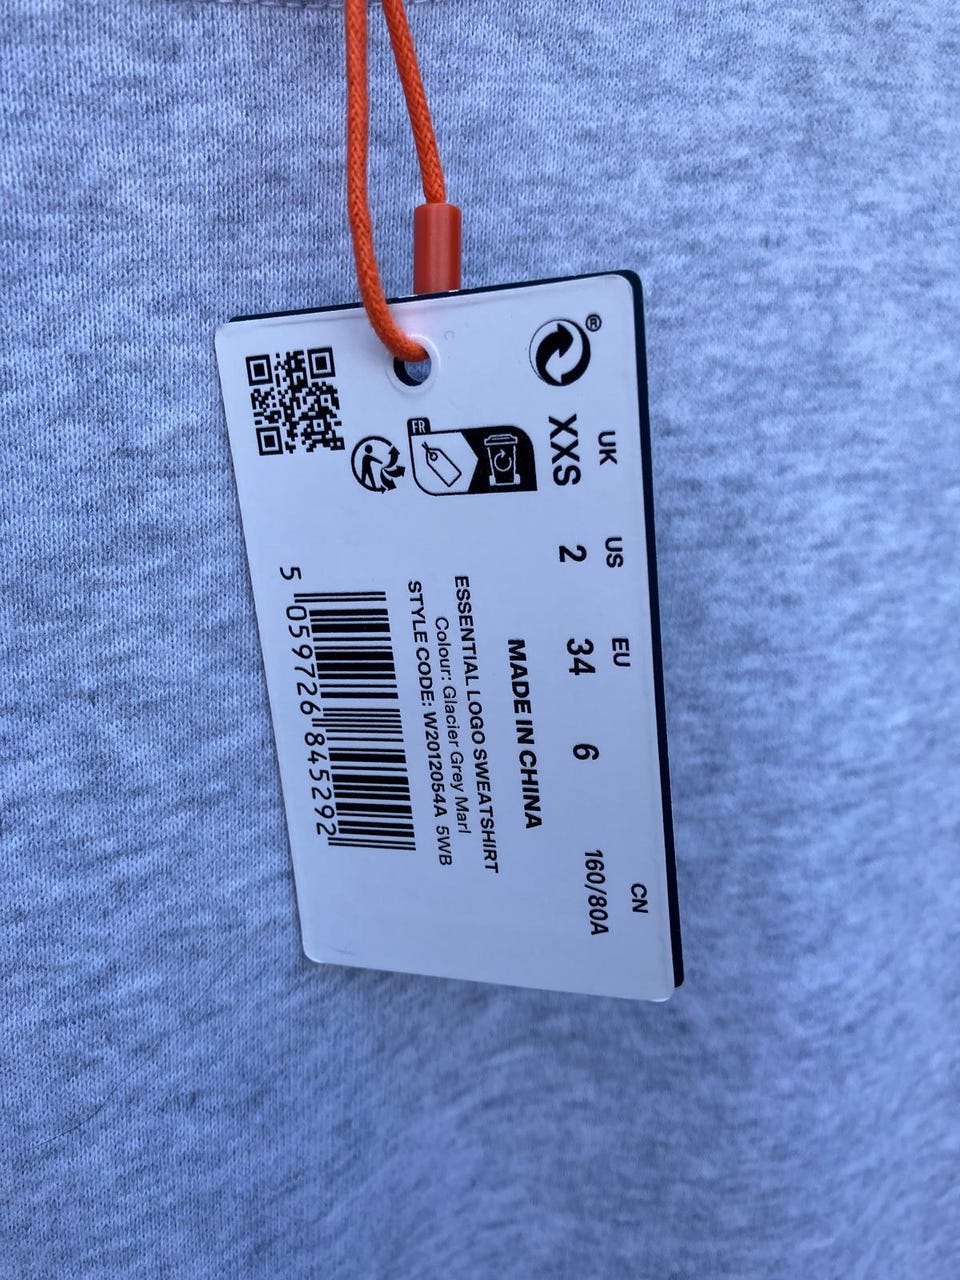 ®
UK US EU CN
XXS 2 34 6 160/80A
MADE IN CHINA
FR
ESSENTIAL LOGO SWEATSHIRT
Colour: Glacier Grey Marl
STYLE CODE: W2012054A 5WB
5 059726 845292